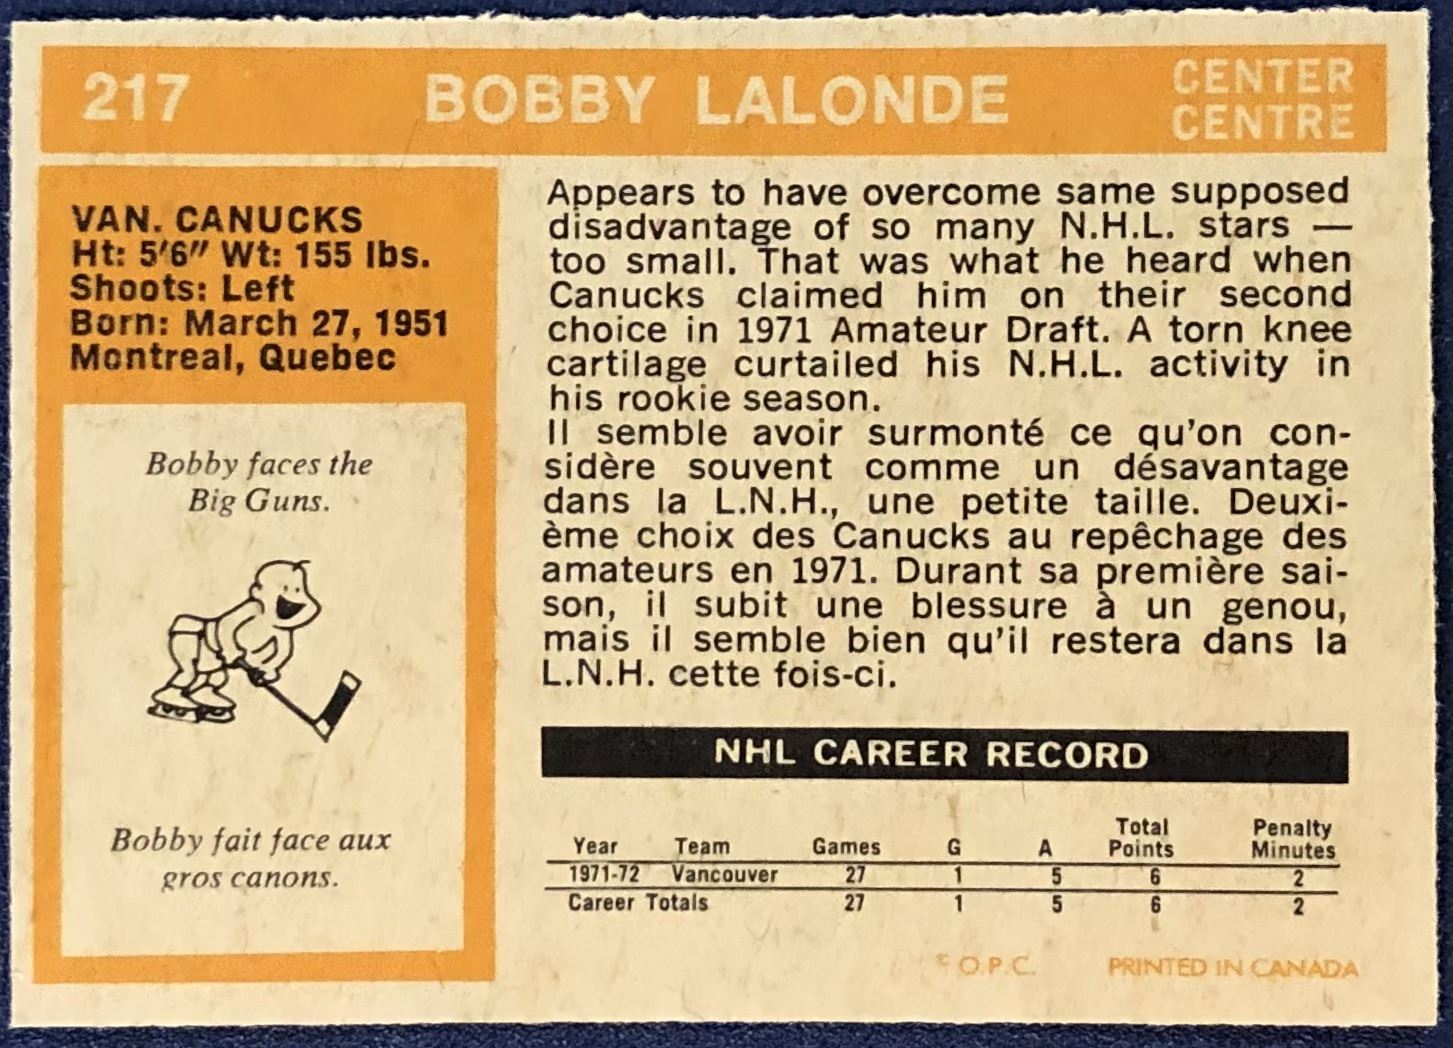 217 BOBBY LALONDE CENTER
CENTRE
VAN. CANUCKS
Ht: 5'6" Wt: 155 lbs.
Shoots: Left
Born: March 27, 1951
Montreal, Quebec
Bobby faces the
Big Guns.
Bobby fait face aux
gros canons.
Appears to have overcome same supposed
disadvantage of so many N.H.L. stars —
too small. That was what he heard when
Canucks claimed him on their second
choice in 1971 Amateur Draft. A torn knee
cartilage curtailed his N.H.L. activity in
his rookie season.
Il semble avoir surmonté ce qu'on con-
sidère souvent comme un désavantage
dans la L.N.H., une petite taille. Deuxi-
ème choix des Canucks au repêchage des
amateurs en 1971. Durant sa première sai-
son, il subit une blessure à un genou,
mais il semble bien qu'il restera dans la
L.N.H. cette fois-ci.
NHL CAREER RECORD
Year Team Games G A Total Points Penalty Minutes
1971-72 Vancouver 27 1 5 6 2
Career Totals 27 1 5 6 2
© O.P.C. PRINTED IN CANADA